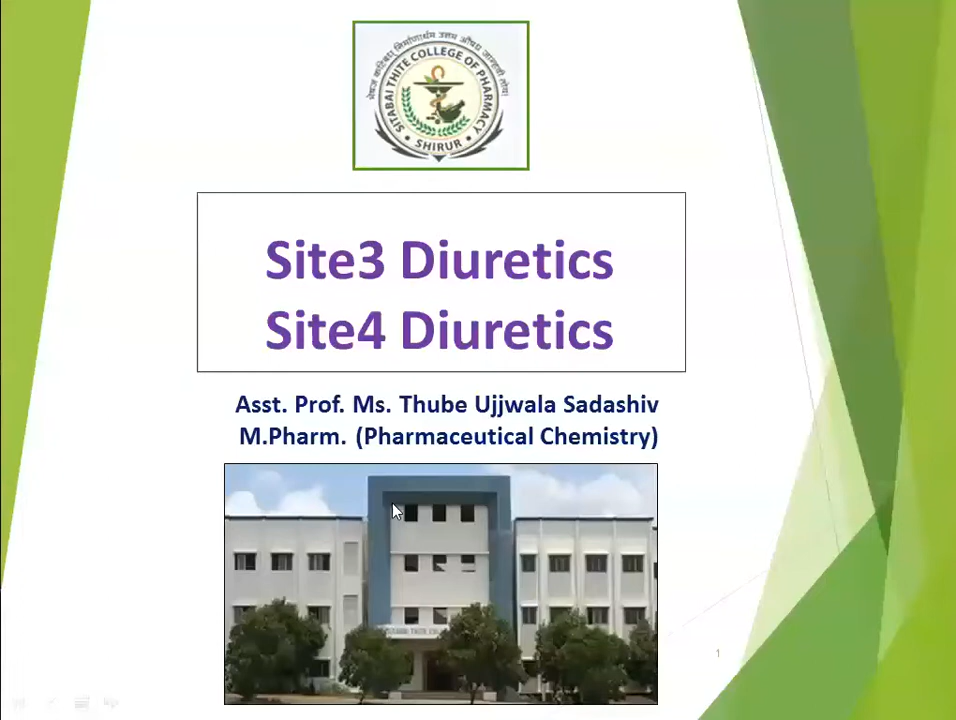 SITABAI THITE COLLEGE OF PHARMACY
• SHIRUR •
Site3 Diuretics
Site4 Diuretics
Asst. Prof. Ms. Thube Ujjwala Sadashiv
M.Pharm. (Pharmaceutical Chemistry)
1